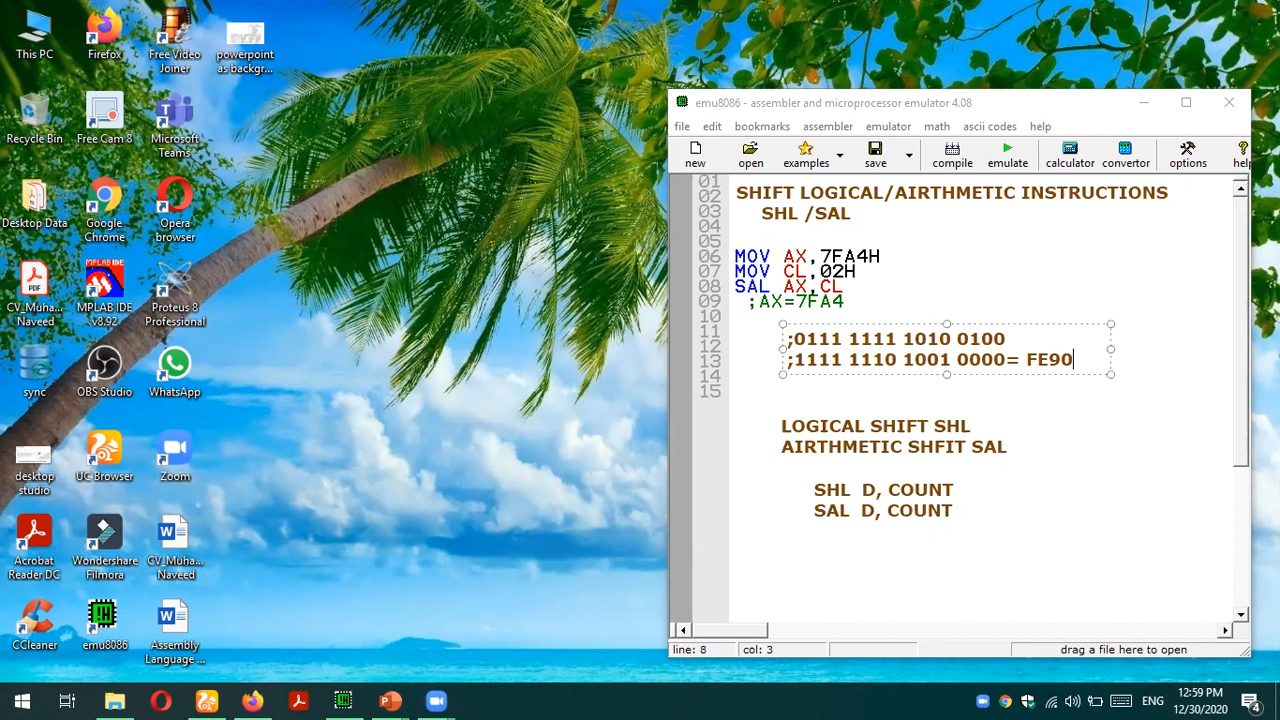 This PC
Firefox
Free Video
Joiner
powerpoint
as backgr...
Recycle Bin
Free Cam 8
Microsoft
Teams
Desktop Data
Google
Chrome
Opera
browser
CV_Muha...
Naveed
MPLAB IDE
v8.92
Proteus 8
Professional
sync
OBS Studio
WhatsApp
desktop
studio
UC Browser
Zoom
Acrobat
Reader DC
Wondershare
Filmora
CV_Muha...
Naveed
CCleaner
emu8086
Assembly
Language ...
emu8086 - assembler and microprocessor emulator 4.08
file edit bookmarks assembler emulator math ascii codes help
new open examples save compile emulate calculator convertor options help
01
02 SHIFT LOGICAL/AIRTHMETIC INSTRUCTIONS
03 SHL /SAL
04
05
06 MOV AX,7FA4H
07 MOV CL,02H
08 SAL AX,CL
09 ;AX=7FA4
10
11 ;0111 1111 1010 0100
12
13 ;1111 1110 1001 0000= FE90
14
15
LOGICAL SHIFT SHL
AIRTHMETIC SHFIT SAL
SHL D, COUNT
SAL D, COUNT
line: 8 col: 3 drag a file here to open
ENG
12:59 PM
12/30/2020
4